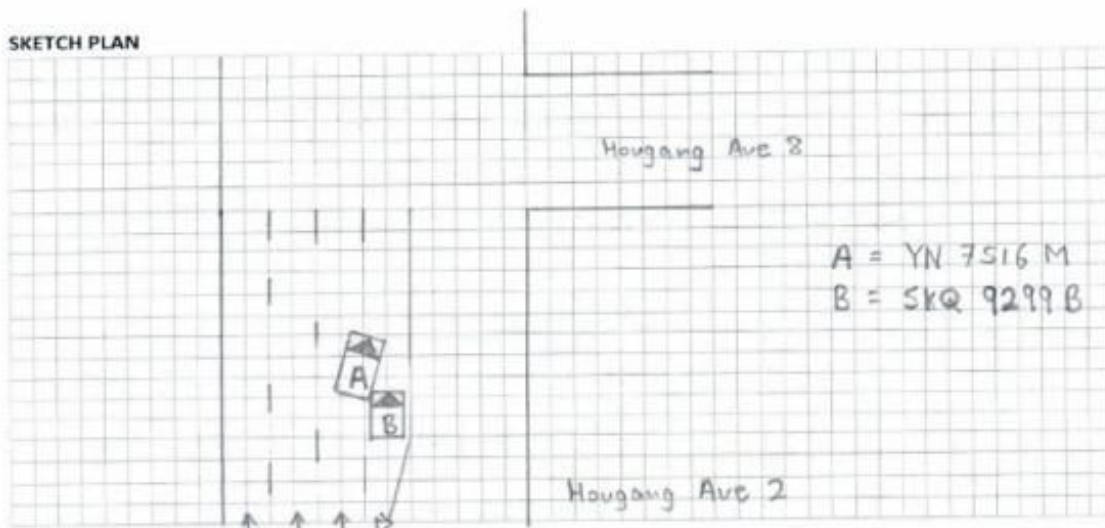 SKETCH PLAN
Hougang Ave 8
A = YN 7516 M
B = SKQ 9299 B
A
B
Hougang Ave 2